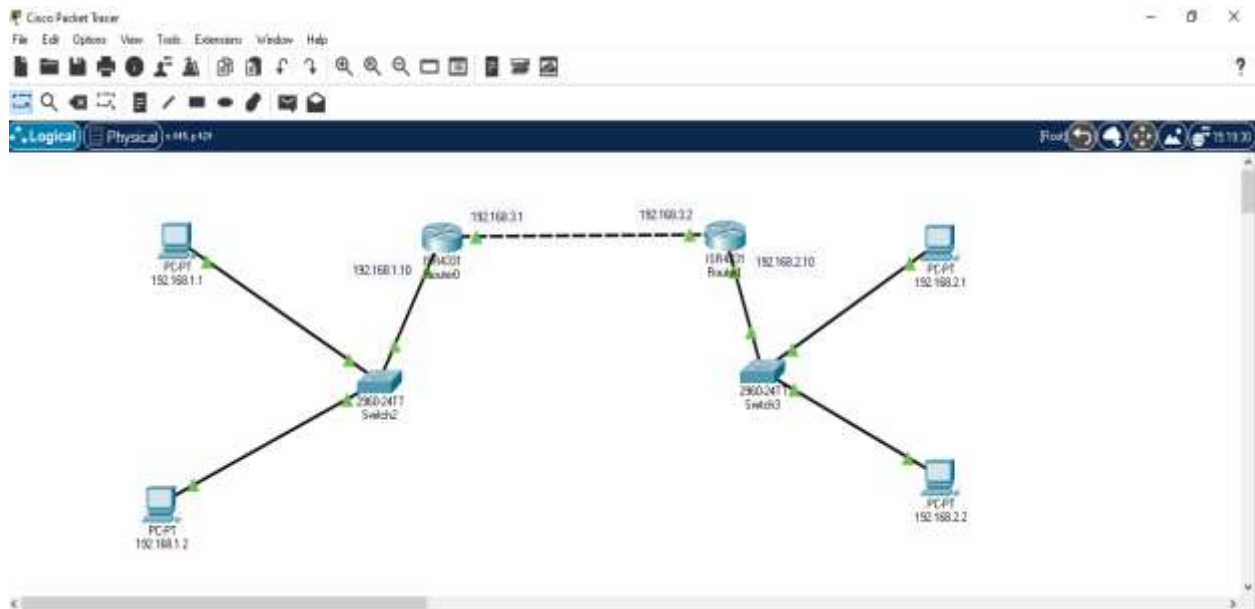 Cisco Packet Tracer
File Edit Options View Tools Extensions Window Help
Logical
Physical
[Root]
192.168.3.1
192.168.3.2
PC-PT
192.168.1.1
192.168.1.10
ISR4331
Router0
192.168.2.10
PC-PT
192.168.2.1
2960-24TT
Switch2
2960-24TT
Switch3
PC-PT
192.168.1.2
PC-PT
192.168.2.2